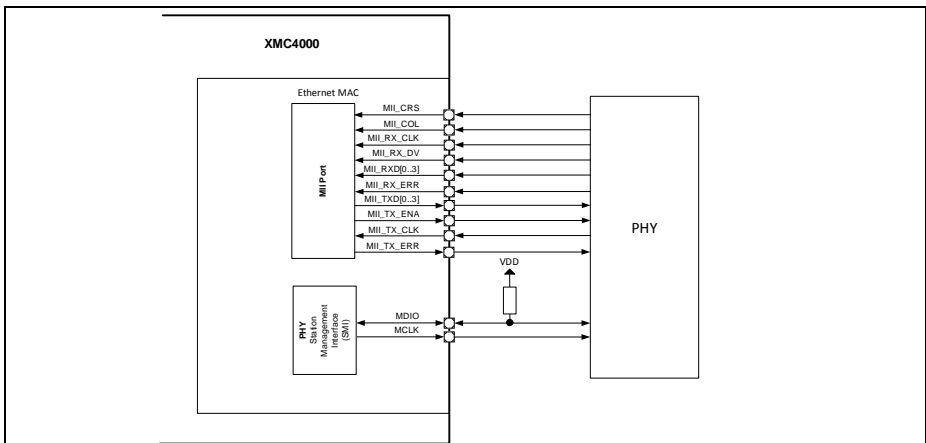 XMC4000
Ethernet MAC
MII Port
MII_CRS
MII_COL
MII_RX_CLK
MII_RX_DV
MII_RXD[0..3]
MII_RX_ERR
MII_TXD[0..3]
MII_TX_ENA
MII_TX_CLK
MII_TX_ERR
PHY
VDD
PHY
Station
Management
Interface
(SMI)
MDIO
MCLK